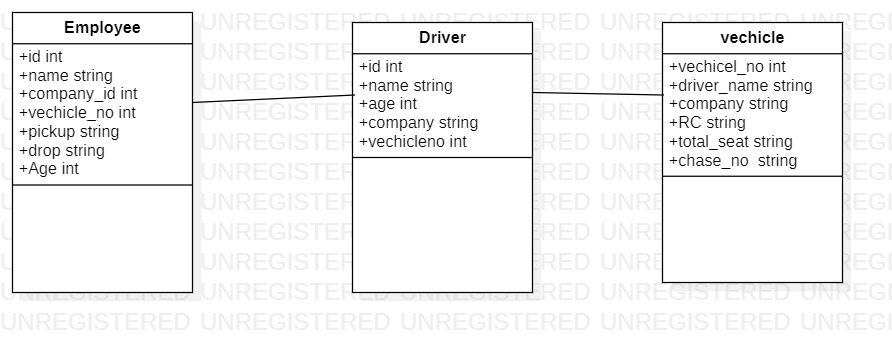 Employee
+id int
+name string
+company_id int
+vechicle_no int
+pickup string
+drop string
+Age int
Driver
+id int
+name string
+age int
+company string
+vechicleno int
vechicle
+vechicel_no int
+driver_name string
+company string
+RC string
+total_seat string
+chase_no  string
UNREGISTERED UNREGISTERED UNREGISTERED UNREGISTERED UNREGI